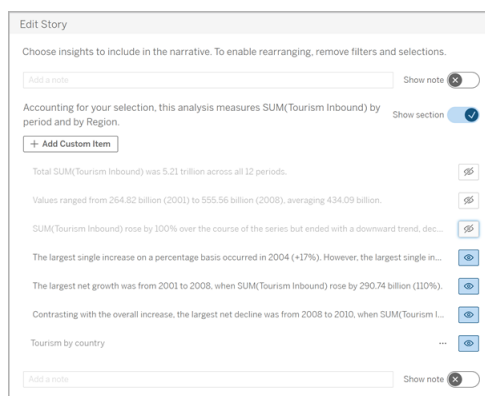 Edit Story
Choose insights to include in the narrative. To enable rearranging, remove filters and selections.
Add a note
Show note
Accounting for your selection, this analysis measures SUM(Tourism Inbound) by
period and by Region.
Show section
+ Add Custom Item
Total SUM(Tourism Inbound) was 5.21 trillion across all 12 periods.
Values ranged from 264.82 billion (2001) to 555.56 billion (2008), averaging 434.09 billion.
SUM(Tourism Inbound) rose by 100% over the course of the series but ended with a downward trend, dec...
The largest single increase on a percentage basis occurred in 2004 (+17%). However, the largest single in...
The largest net growth was from 2001 to 2008, when SUM(Tourism Inbound) rose by 290.74 billion (110%).
Contrasting with the overall increase, the largest net decline was from 2008 to 2010, when SUM(Tourism I...
Tourism by country
...
Add a note
Show note